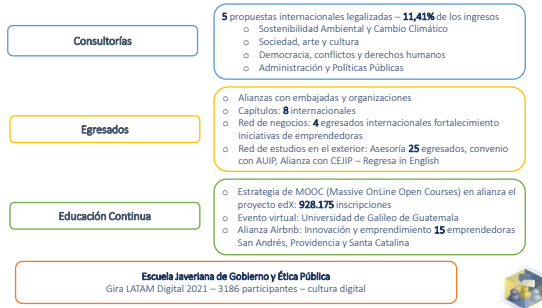 Consultorías
5 propuestas internacionales legalizadas – 11,41% de los ingresos
o Sostenibilidad Ambiental y Cambio Climático
o Sociedad, arte y cultura
o Democracia, conflictos y derechos humanos
o Administración y Políticas Públicas
Egresados
o Alianzas con embajadas y organizaciones
o Capítulos: 8 internacionales
o Red de negocios: 4 egresados internacionales fortalecimiento
iniciativas de emprendedoras
o Red de estudios en el exterior: Asesoría 25 egresados, convenio
con AUIP, Alianza con CEJIP – Regresa in English
Educación Continua
o Estrategia de MOOC (Massive OnLine Open Courses) en alianza el
proyecto edX: 928.175 inscripciones
o Evento virtual: Universidad de Galileo de Guatemala
o Alianza Airbnb: Innovación y emprendimiento 15 emprendedoras
San Andrés, Providencia y Santa Catalina
Escuela Javeriana de Gobierno y Ética Pública
Gira LATAM Digital 2021 – 3186 participantes – cultura digital